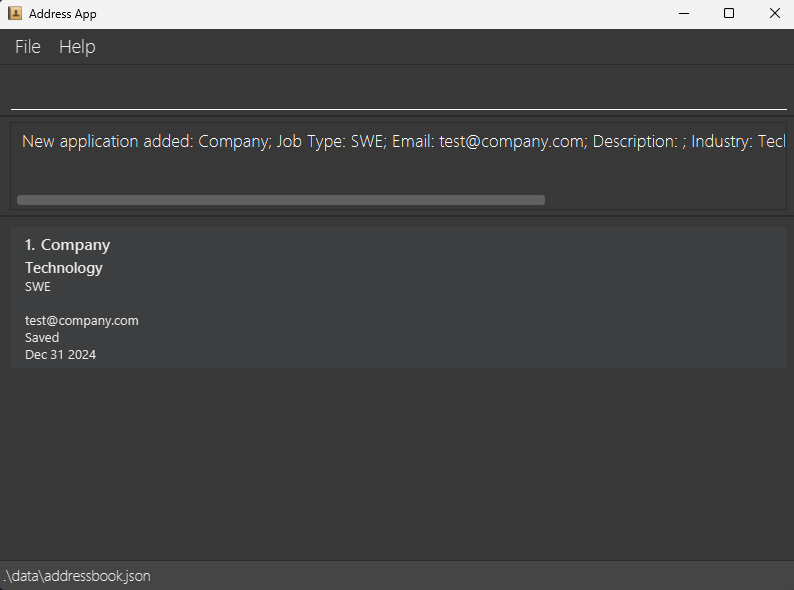 Address App
File Help
New application added: Company; Job Type: SWE; Email: test@company.com; Description: ; Industry: Tech
1. Company
Technology
SWE
test@company.com
Saved
Dec 31 2024
.\data\addressbook.json